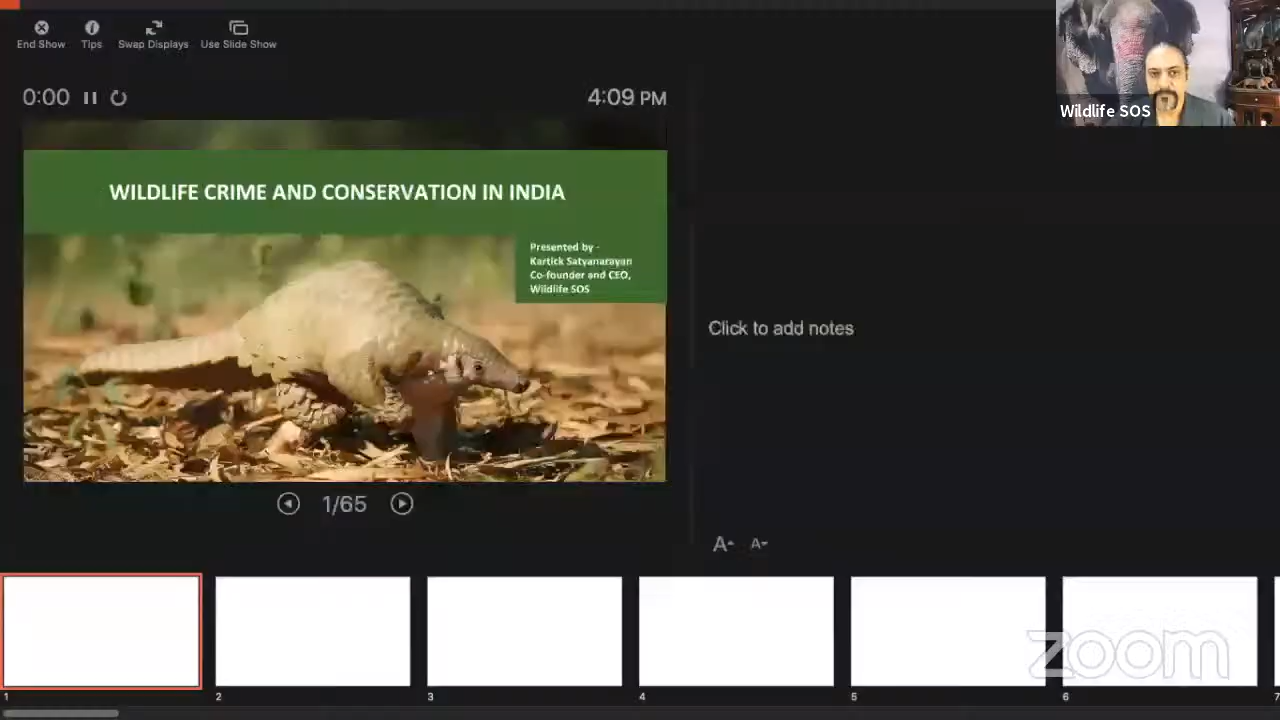 End Show
Tips
Swap Displays
Use Slide Show
Wildlife SOS
0:00
4:09 PM
WILDLIFE CRIME AND CONSERVATION IN INDIA
Presented by -
Kartick Satyanarayan
Co-founder and CEO,
Wildlife SOS
Click to add notes
1/65
A A
zoom
1
2
3
4
5
6
7